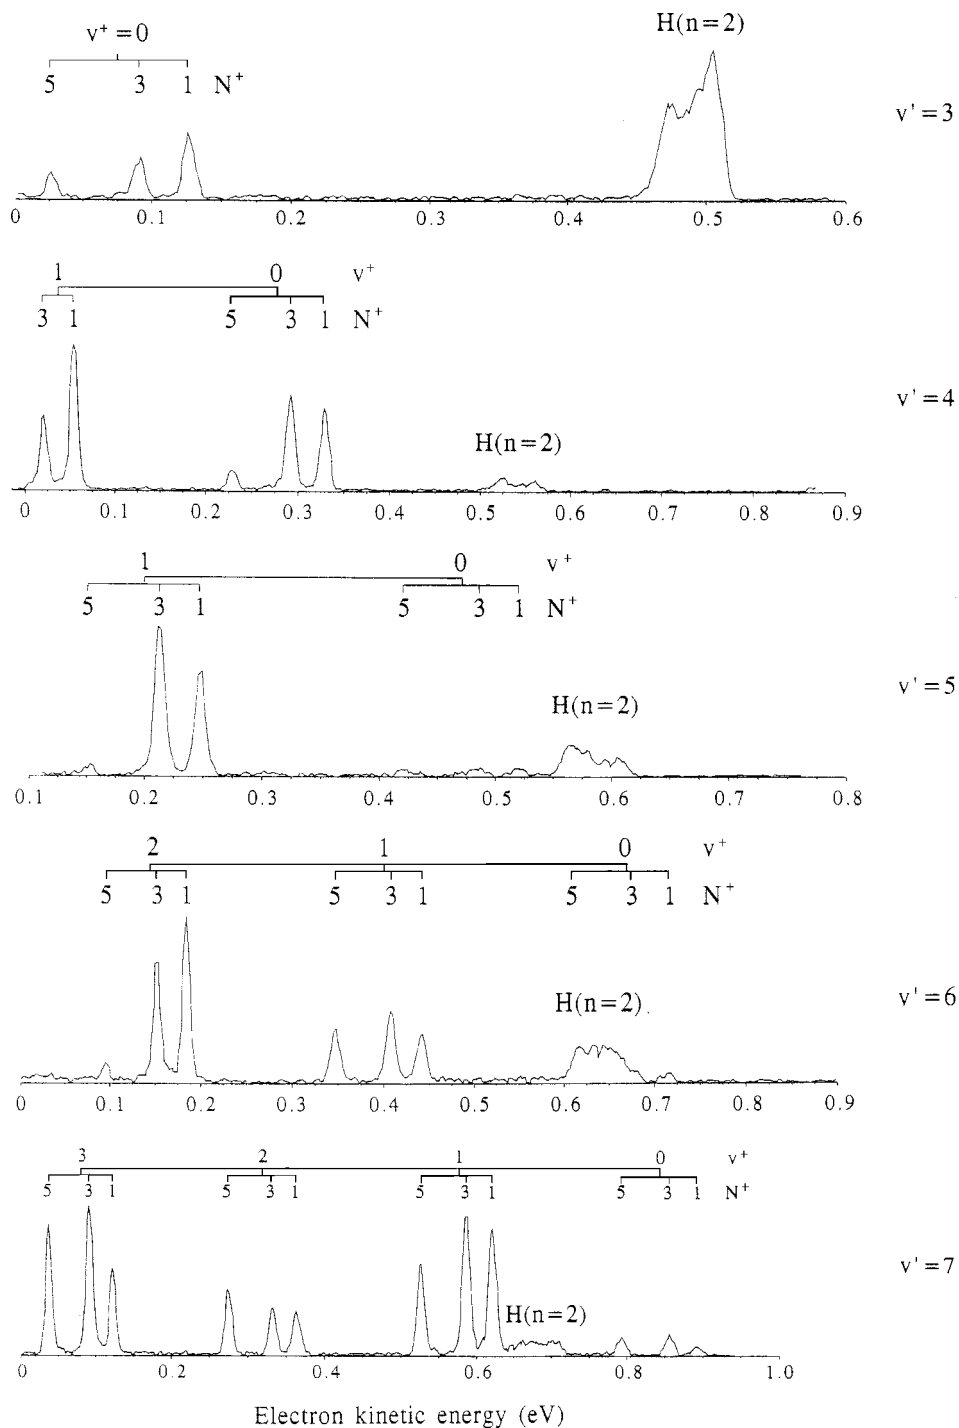 H(n=2)
v⁺=0
5 3 1 N⁺
v'=3
0 0.1 0.2 0.3 0.4 0.5 0.6
1 0 v⁺
3 1 5 3 1 N⁺
v'=4
H(n=2)
0 0.1 0.2 0.3 0.4 0.5 0.6 0.7 0.8 0.9
1 0 v⁺
5 3 1 5 3 1 N⁺
v'=5
H(n=2)
0.1 0.2 0.3 0.4 0.5 0.6 0.7 0.8
2 1 0 v⁺
5 3 1 5 3 1 5 3 1 N⁺
H(n=2)
v'=6
0 0.1 0.2 0.3 0.4 0.5 0.6 0.7 0.8 0.9
3 2 1 0 v⁺
5 3 1 5 3 1 5 3 1 5 3 1 N⁺
v'=7
H(n=2)
0 0.2 0.4 0.6 0.8 1.0
Electron kinetic energy (eV)